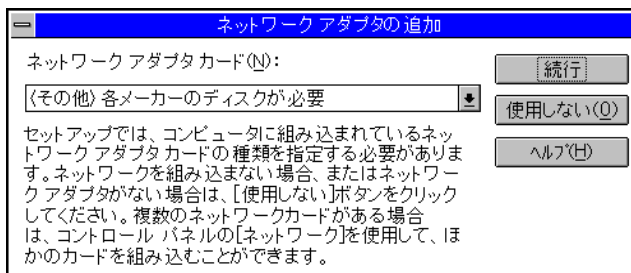 ネットワーク アダプタの追加
ネットワーク アダプタ カード(N):
続行
〈その他〉 各メーカーのディスクが必要
使用しない(O)
セットアップでは、コンピュータに組み込まれているネッ
トワーク アダプタ カードの種類を指定する必要がありま
ヘルプ(H)
す。ネットワークを組み込まない場合、またはネットワー
ク アダプタがない場合は、[使用しない]ボタンをクリック
してください。複数のネットワークカードがある場合
は、コントロール パネルの[ネットワーク]を使用して、ほ
かのカードを組み込むことができます。